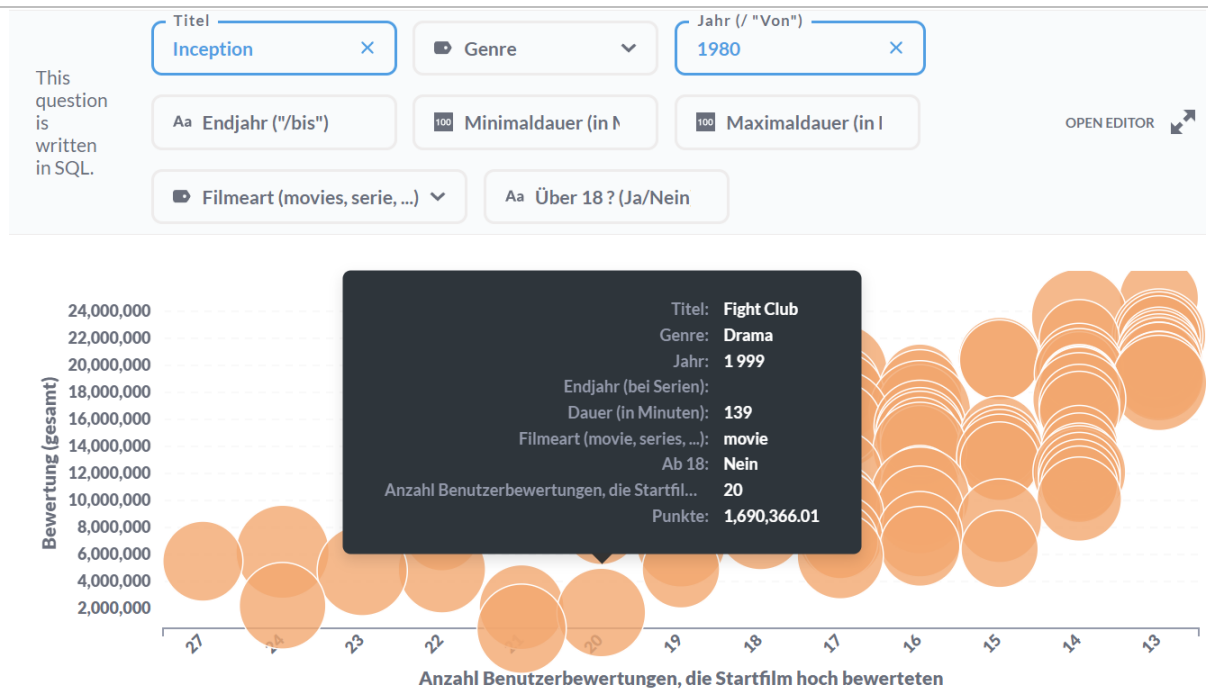 This
question
is
written
in SQL.
Titel
Inception
Genre
Jahr (/ "Von")
1980
Aa Endjahr ("/bis")
100 Minimaldauer (in M
100 Maximaldauer (in I
OPEN EDITOR
Filmeart (movies, serie, ...)
Aa Über 18 ? (Ja/Nein
Titel: Fight Club
Genre: Drama
Jahr: 1 999
Endjahr (bei Serien):
Dauer (in Minuten): 139
Filmeart (movie, series, ...): movie
Ab 18: Nein
Anzahl Benutzerbewertungen, die Startfil... 20
Punkte: 1,690,366.01
Bewertung (gesamt)
24,000,000
22,000,000
20,000,000
18,000,000
16,000,000
14,000,000
12,000,000
10,000,000
8,000,000
6,000,000
4,000,000
2,000,000
27 24 23 22 21 20 19 18 17 16 15 14 13
Anzahl Benutzerbewertungen, die Startfilm hoch bewerteten